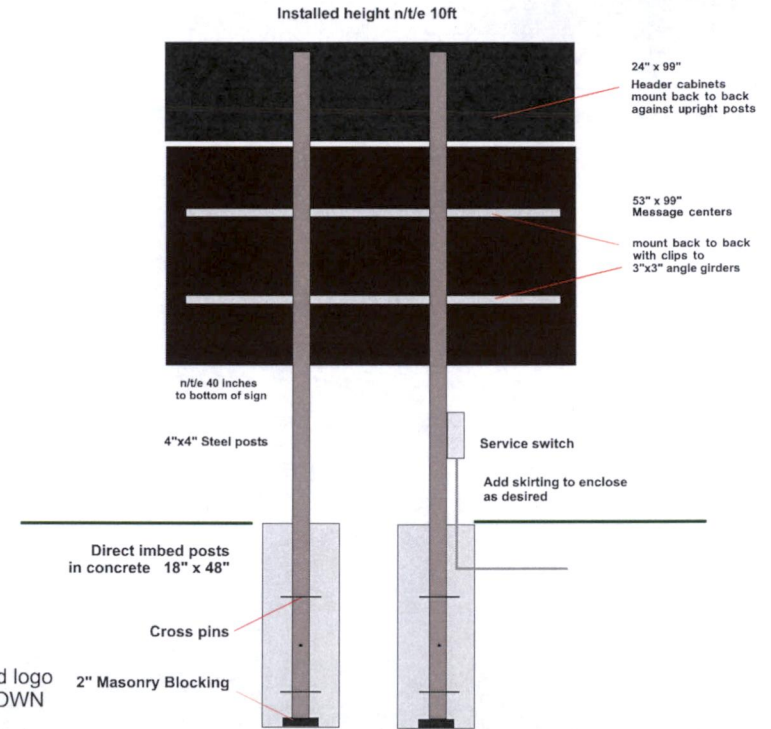 Installed height n/t/e 10ft
24" x 99"
Header cabinets
mount back to back
against upright posts
53" x 99"
Message centers
mount back to back
with clips to
3"x3" angle girders
n/t/e 40 inches
to bottom of sign
4"x4" Steel posts
Service switch
Add skirting to enclose
as desired
Direct imbed posts
in concrete 18" x 48"
Cross pins
2" Masonry Blocking
logo